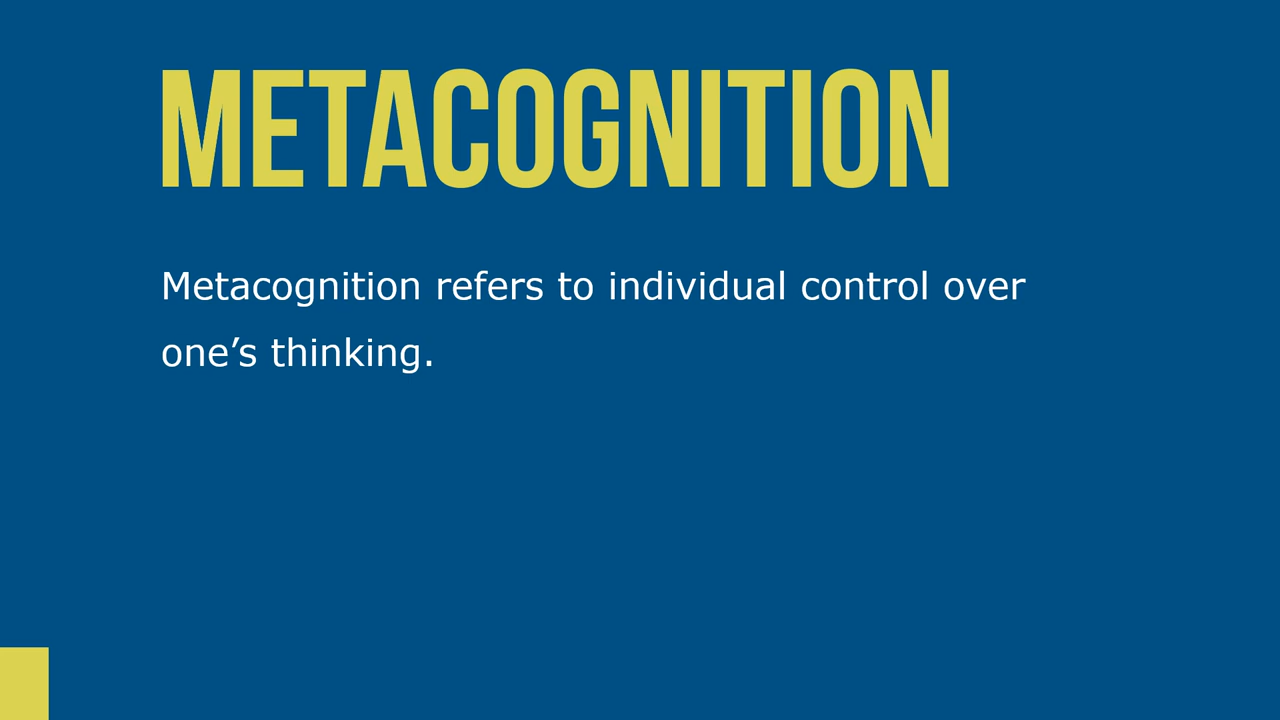 METACOGNITION
Metacognition refers to individual control over
one’s thinking.